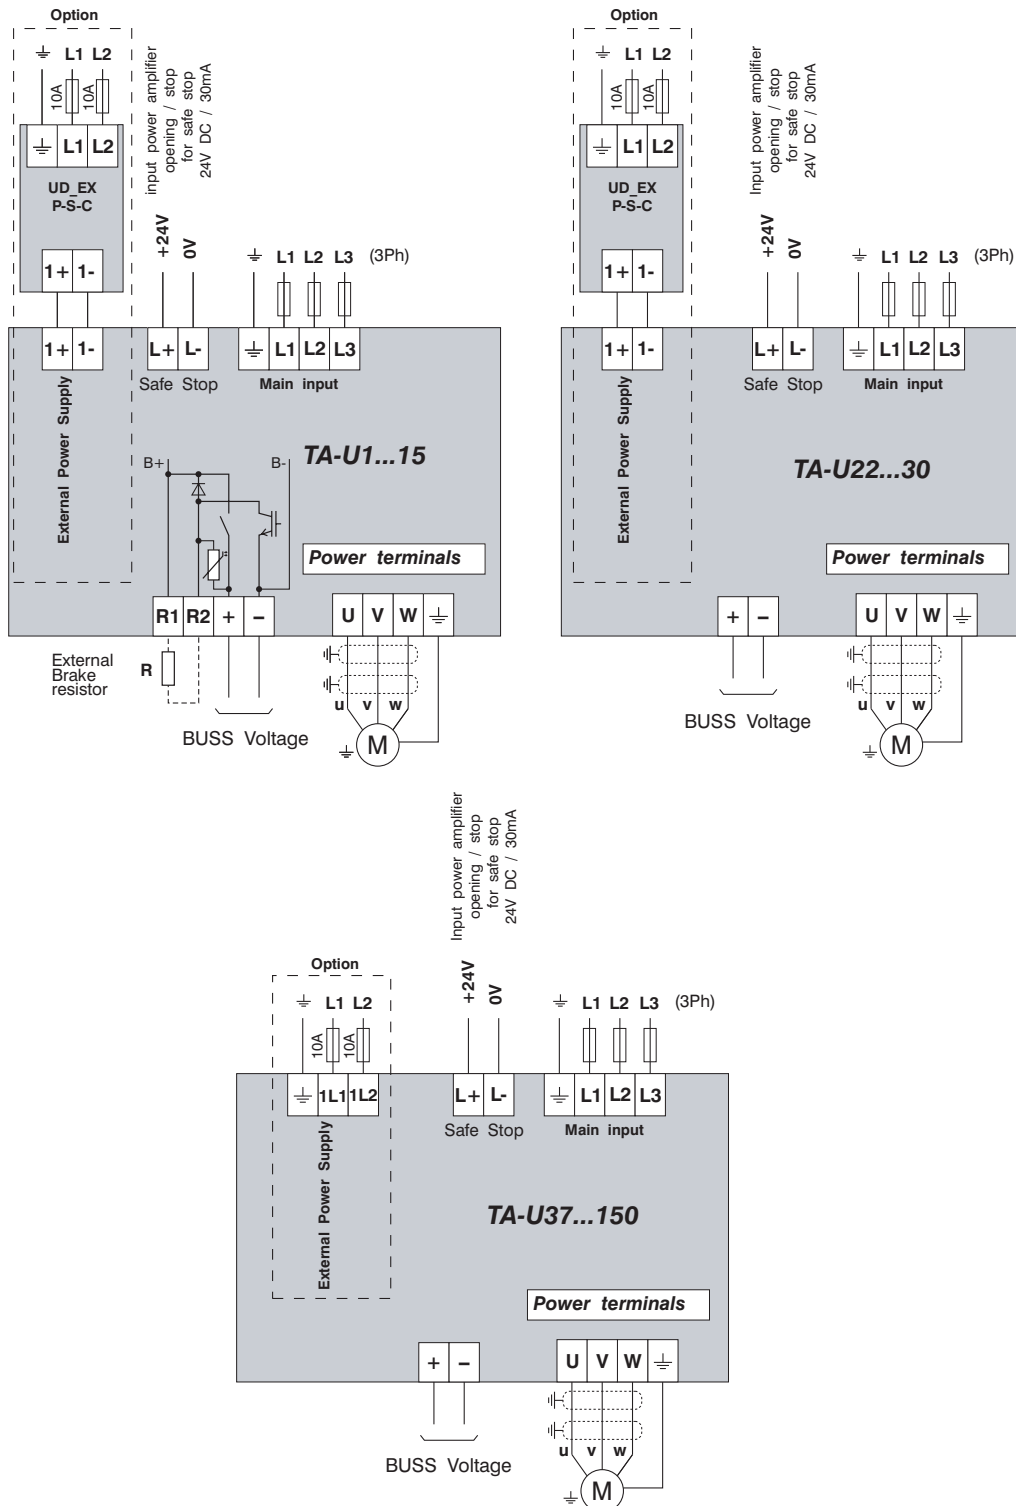 Option
L1 L2
10A
10A
L1 L2
UD_EX
P-S-C
1+ 1-
input power amplifier
opening / stop
for safe stop
24V DC / 30mA
+24V
0V
L1 L2 L3 (3Ph)
1+ 1-
L+ L-
L1 L2 L3
Safe Stop
Main input
External Power Supply
TA-U1...15
B+
B-
Power terminals
R1 R2 + −
U V W
External
Brake
resistor
R
BUSS Voltage
u v w
M
Option
L1 L2
10A
10A
L1 L2
UD_EX
P-S-C
1+ 1-
Input power amplifier
opening / stop
for safe stop
24V DC / 30mA
+24V
0V
L1 L2 L3 (3Ph)
1+ 1-
L+ L-
L1 L2 L3
Safe Stop
Main input
External Power Supply
TA-U22...30
Power terminals
+ −
U V W
BUSS Voltage
u v w
M
Input power amplifier
opening / stop
for safe stop
24V DC / 30mA
Option
L1 L2
10A
10A
+24V
0V
L1 L2 L3 (3Ph)
1L1 1L2
L+ L-
L1 L2 L3
Safe Stop
Main input
External Power Supply
TA-U37...150
Power terminals
+ −
U V W
BUSS Voltage
u v w
M